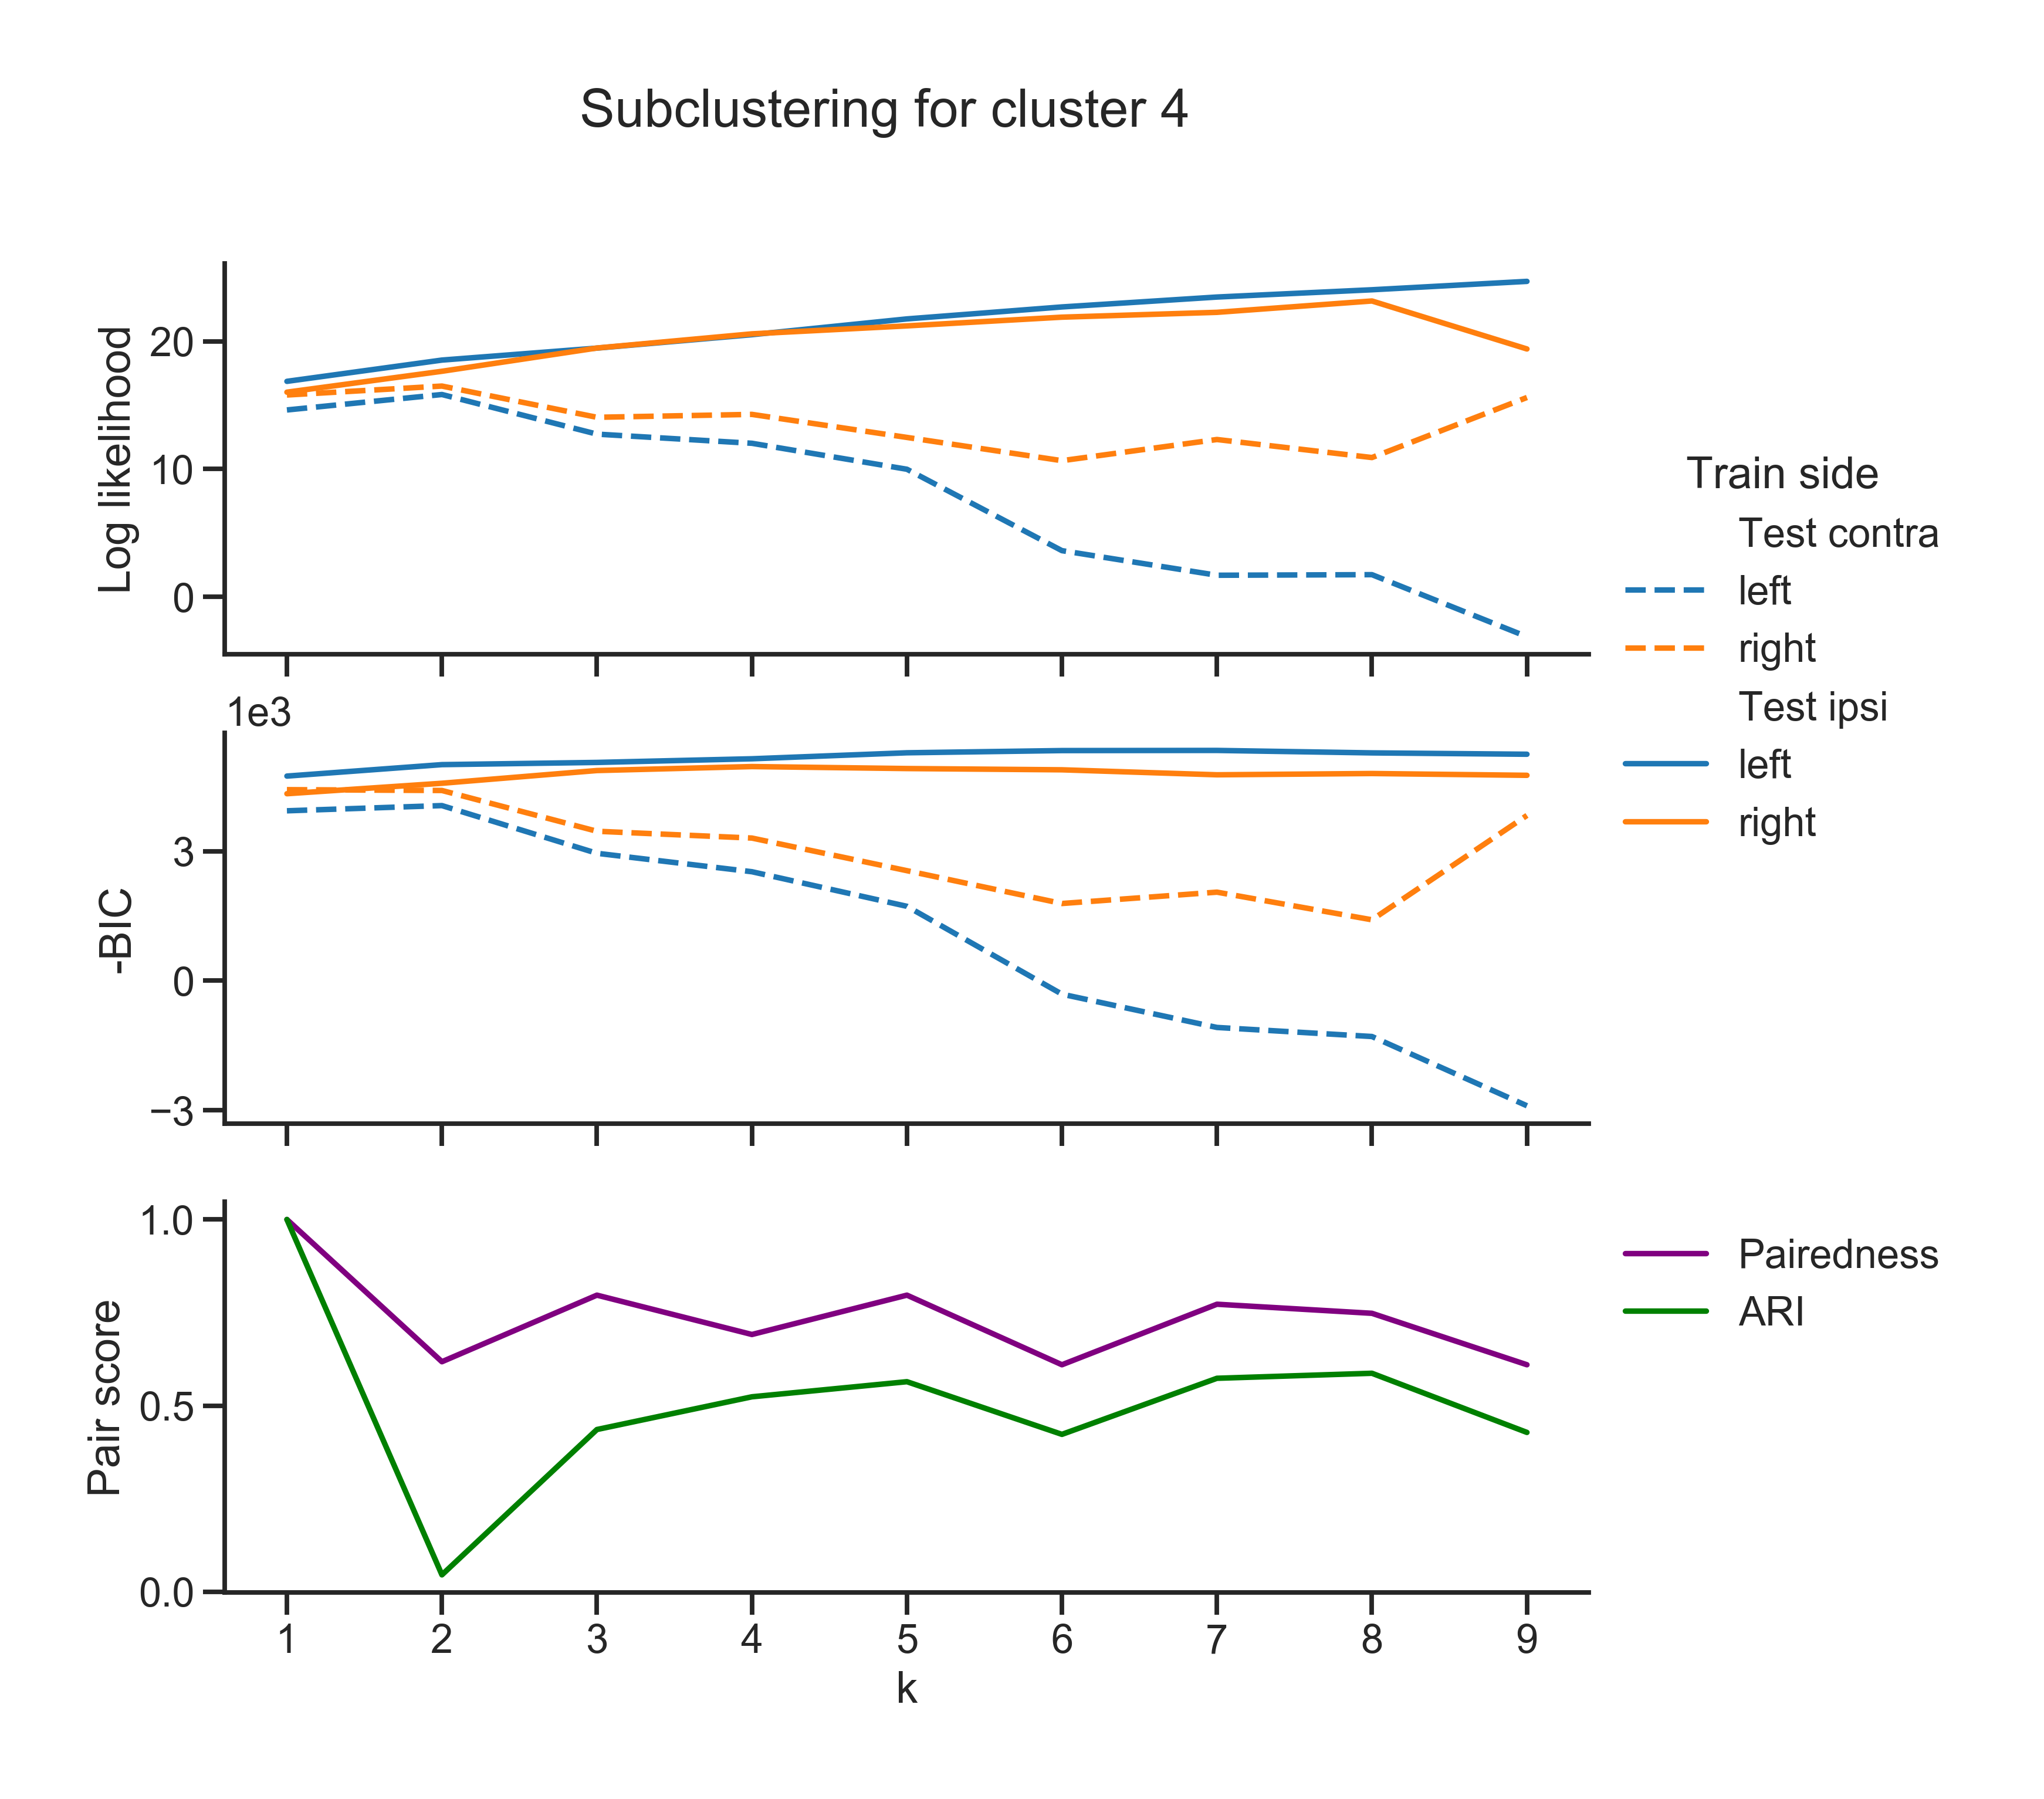 Subclustering for cluster 4
Log likelihood
20
10
0
Train side
Test contra
left
right
Test ipsi
left
right
1e3
-BIC
3
0
−3
Pair score
1.0
0.5
0.0
Pairedness
ARI
1 2 3 4 5 6 7 8 9
k